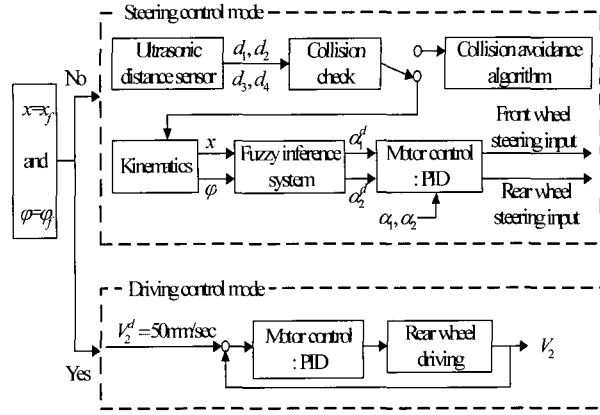 Steering control mode
Ultrasonic
distance sensor
d₁, d₂
d₃, d₄
Collision
check
Collision avoidance
algorithm
No
x=x_f
and
φ=φ_f
Kinematics
x
φ
Fuzzy inference
system
α₁ᵈ
α₂ᵈ
Motor control
: PID
α₁, α₂
Front wheel
steering input
Rear wheel
steering input
Driving control mode
Yes
V₂ᵈ = 50mm/sec
Motor control
: PID
Rear wheel
driving
V₂